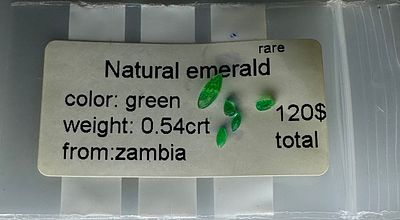 rare
Natural emerald
color: green
weight: 0.54crt
from:zambia
120$
total